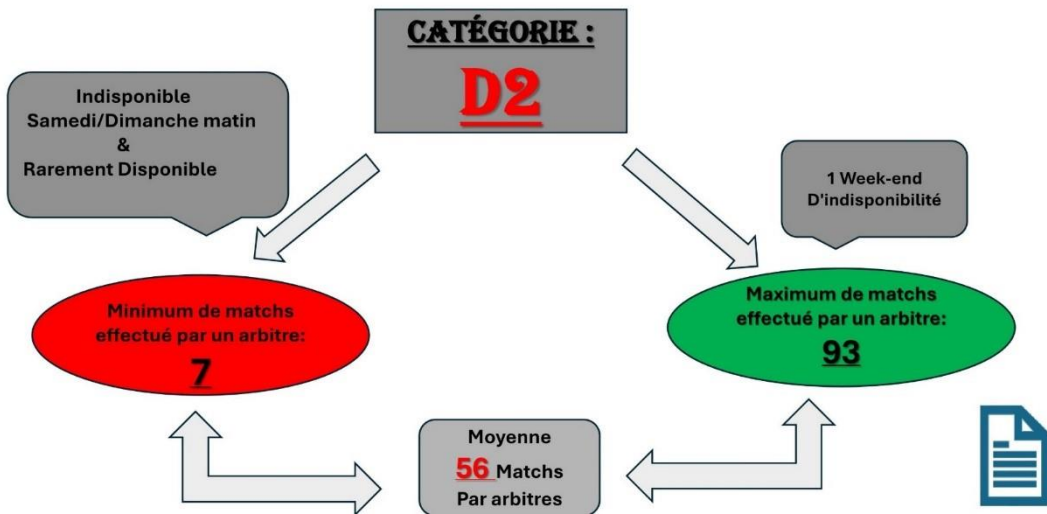 CATÉGORIE :
D2
Indisponible
Samedi/Dimanche matin
&
Rarement Disponible
1 Week-end
D'indisponibilité
Minimum de matchs
effectué par un arbitre:
7
Maximum de matchs
effectué par un arbitre:
93
Moyenne
56 Matchs
Par arbitres